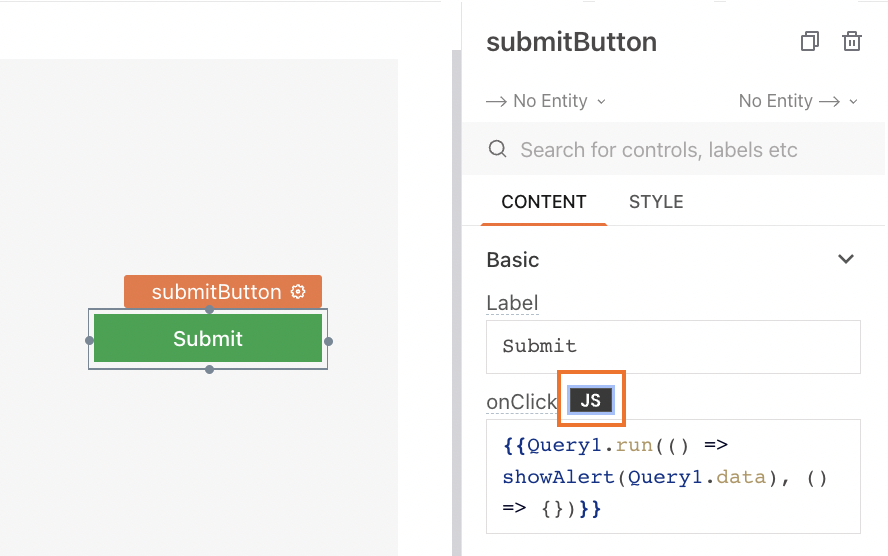 submitButton
No Entity
No Entity
Search for controls, labels etc
CONTENT
STYLE
Basic
Label
Submit
onClick
JS
{{Query1.run(() =>
showAlert(Query1.data), ()
=> {})}}
submitButton
Submit